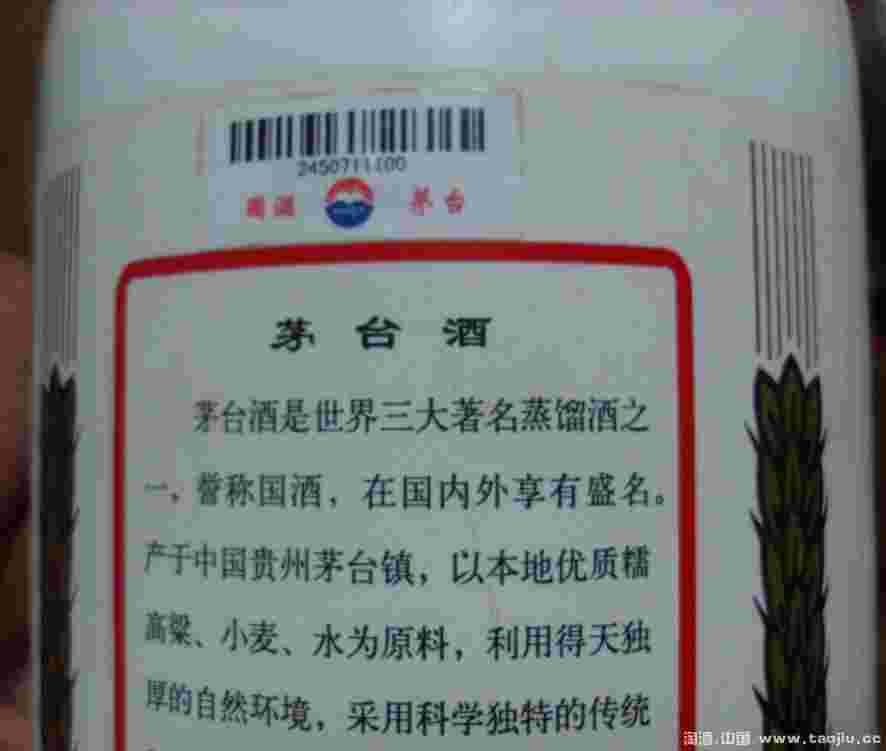 2450711100
国酒 茅台
茅台酒
茅台酒是世界三大著名蒸馏酒之
一，誉称国酒，在国内外享有盛名。
产于中国贵州茅台镇，以本地优质糯
高粱、小麦、水为原料，利用得天独
厚的自然环境，采用科学独特的传统
淘酒.中国.www.taojiu.cc